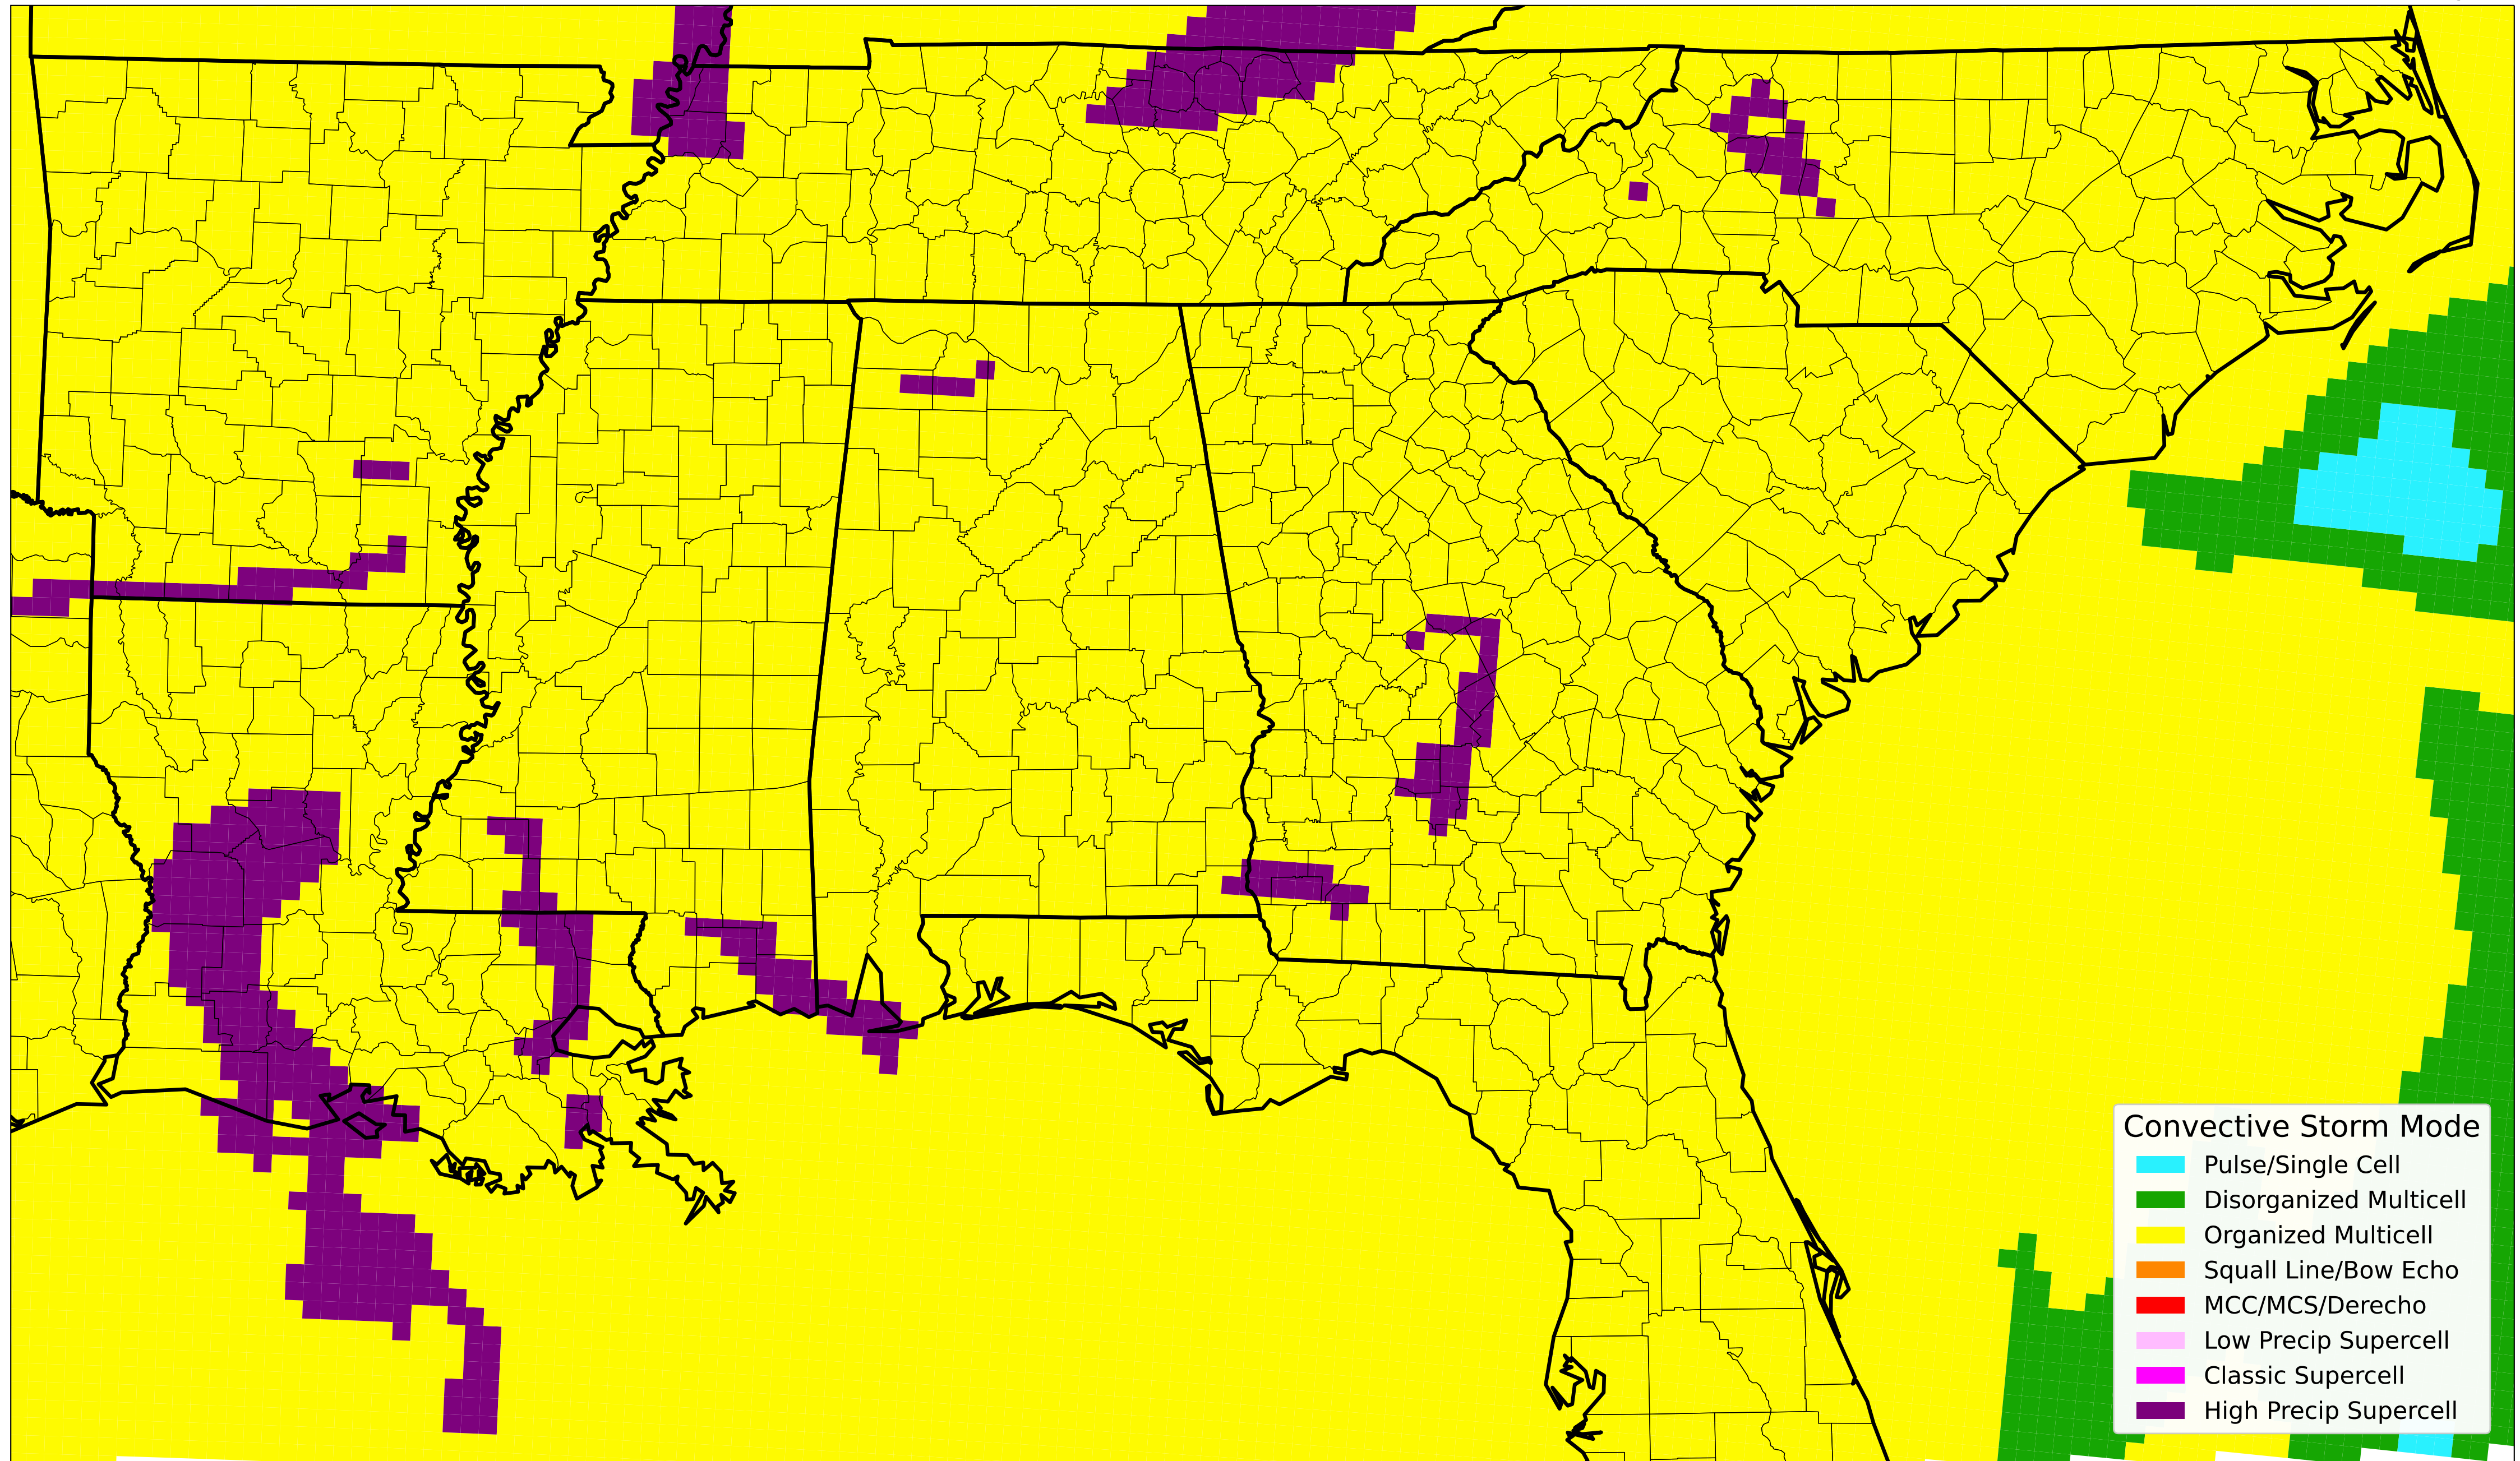 Convective Storm Mode
Pulse/Single Cell
Disorganized Multicell
Organized Multicell
Squall Line/Bow Echo
MCC/MCS/Derecho
Low Precip Supercell
Classic Supercell
High Precip Supercell